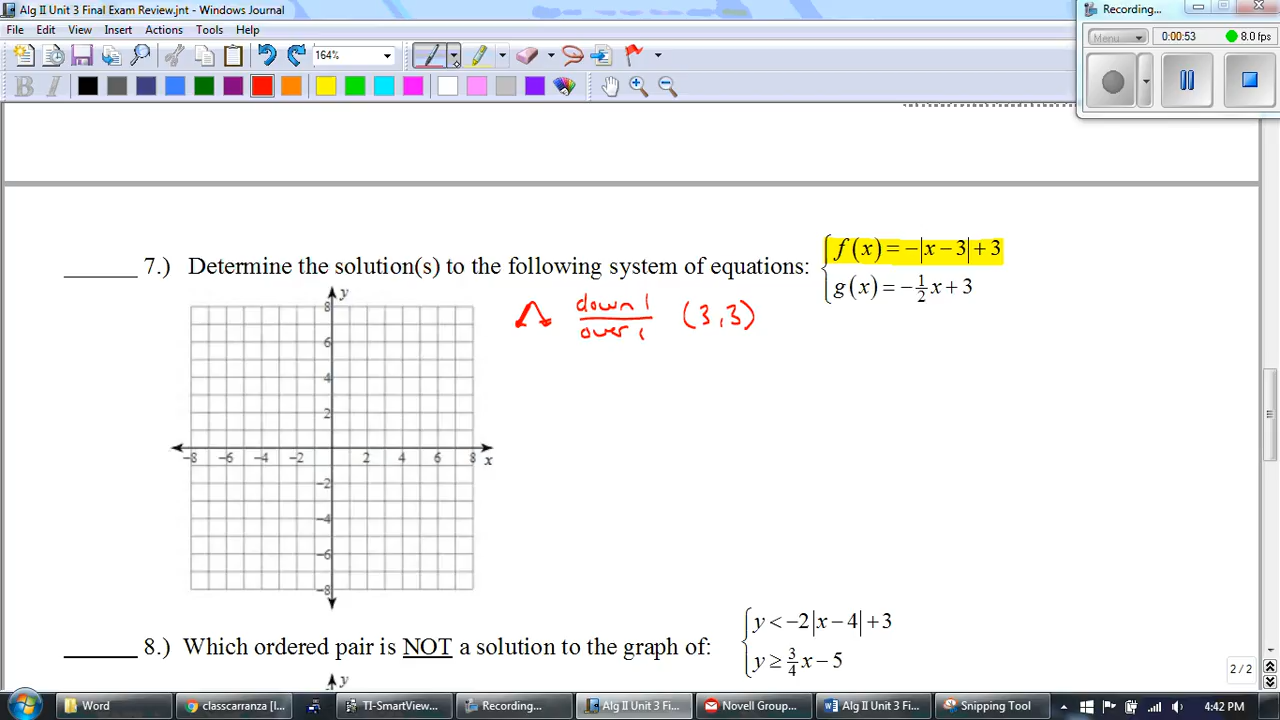 Alg II Unit 3 Final Exam Review.jnt - Windows Journal
Recording...
File Edit View Insert Actions Tools Help
Menu 0:00:53 8.0 fps
164%
B I
7.) Determine the solution(s) to the following system of equations: { f(x) = −|x − 3| + 3
g(x) = −1/2 x + 3
y
down 1
over 1 (3,3)
8
6
4
2
−8 −6 −4 −2 2 4 6 8 x
−2
−4
−6
−8
8.) Which ordered pair is NOT a solution to the graph of: { y < −2|x − 4| + 3
y ≥ 3/4 x − 5
y
2 / 2
Word classcarranza [I... TI-SmartView... Recording... Alg II Unit 3 Fi... Novell Group... Alg II Unit 3 Fi... Snipping Tool 4:42 PM